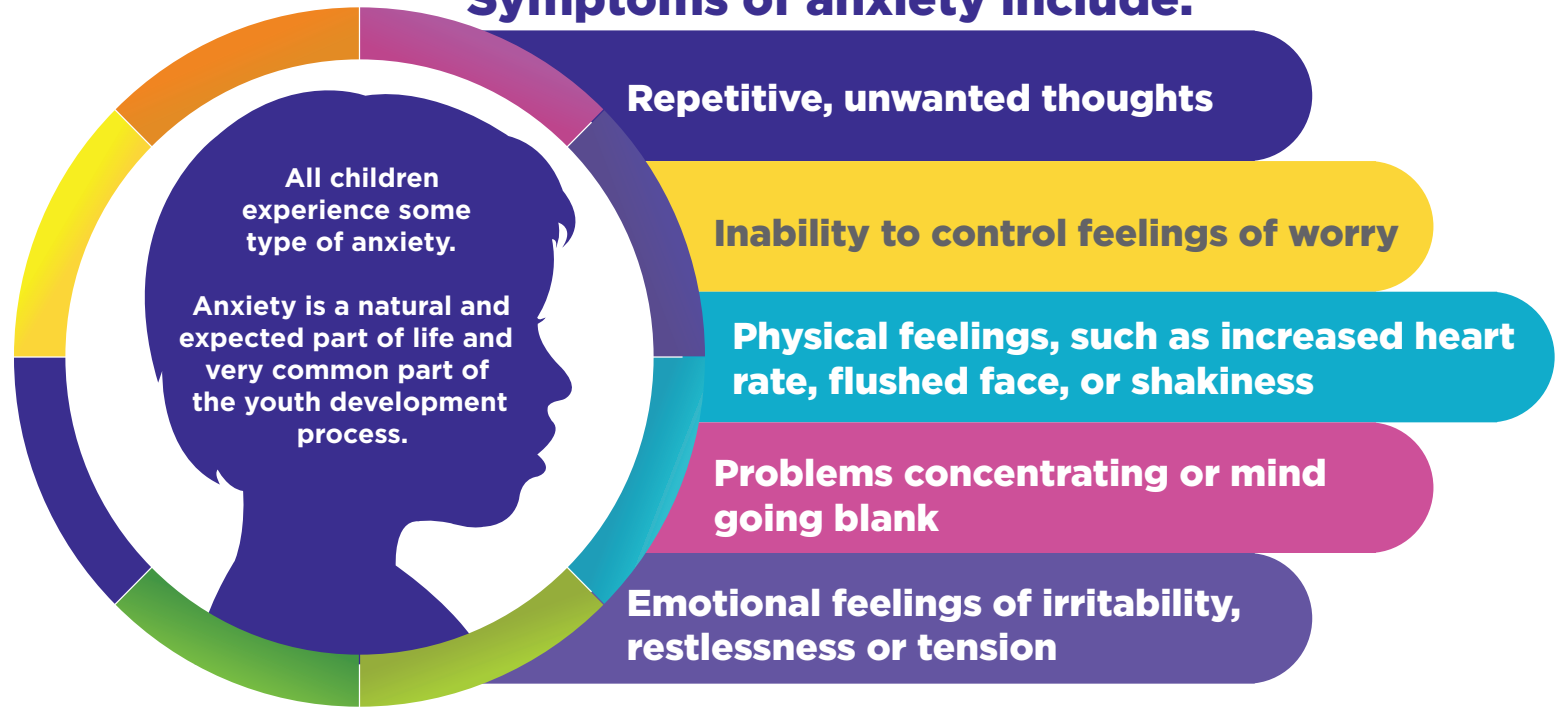 Symptoms of anxiety include:
All children
experience some
type of anxiety.
Anxiety is a natural and
expected part of life and
very common part of
the youth development
process.
Repetitive, unwanted thoughts
Inability to control feelings of worry
Physical feelings, such as increased heart
rate, flushed face, or shakiness
Problems concentrating or mind
going blank
Emotional feelings of irritability,
restlessness or tension